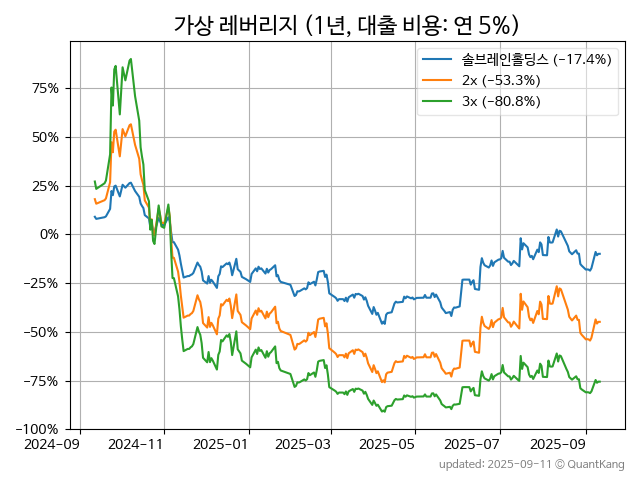 가상 레버리지 (1년, 대출 비용: 연 5%)
솔브레인홀딩스 (−17.4%)
2x (−53.3%)
3x (−80.8%)
75%
50%
25%
0%
−25%
−50%
−75%
−100%
2024-09 2024-11 2025-01 2025-03 2025-05 2025-07 2025-09
updated: 2025-09-11 © QuantKang